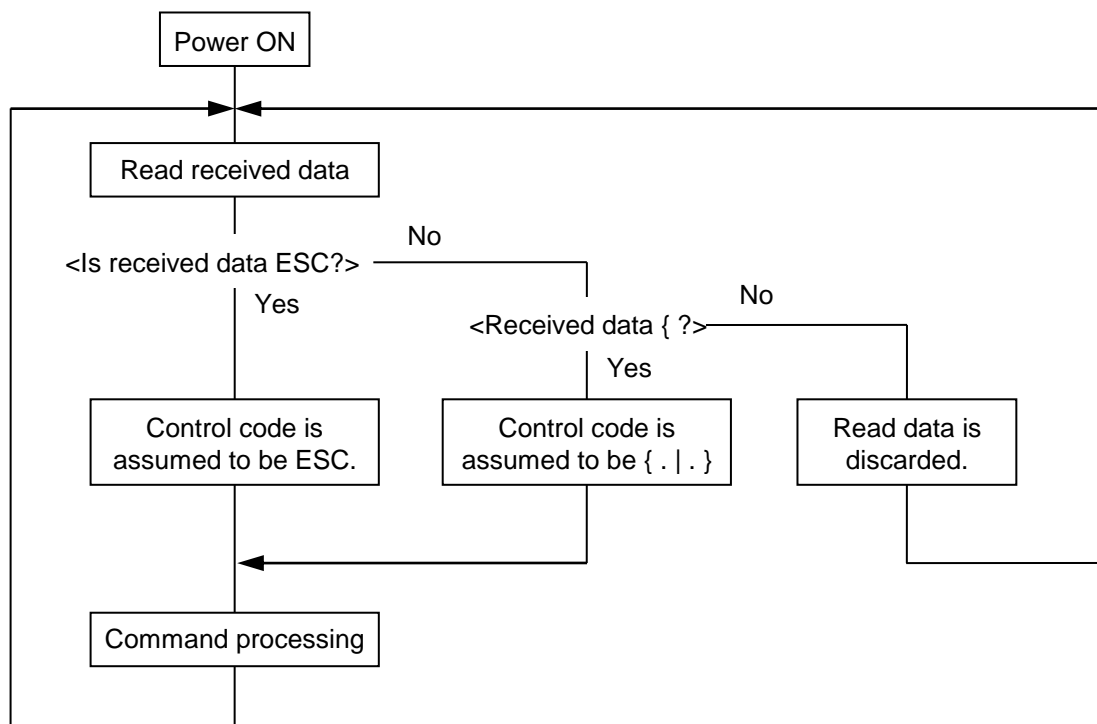 Power ON
Read received data
No
<Is received data ESC?>
Yes
No
<Received data { ?>
Yes
Control code is
assumed to be ESC.
Control code is
assumed to be { . | . }
Read data is
discarded.
Command processing